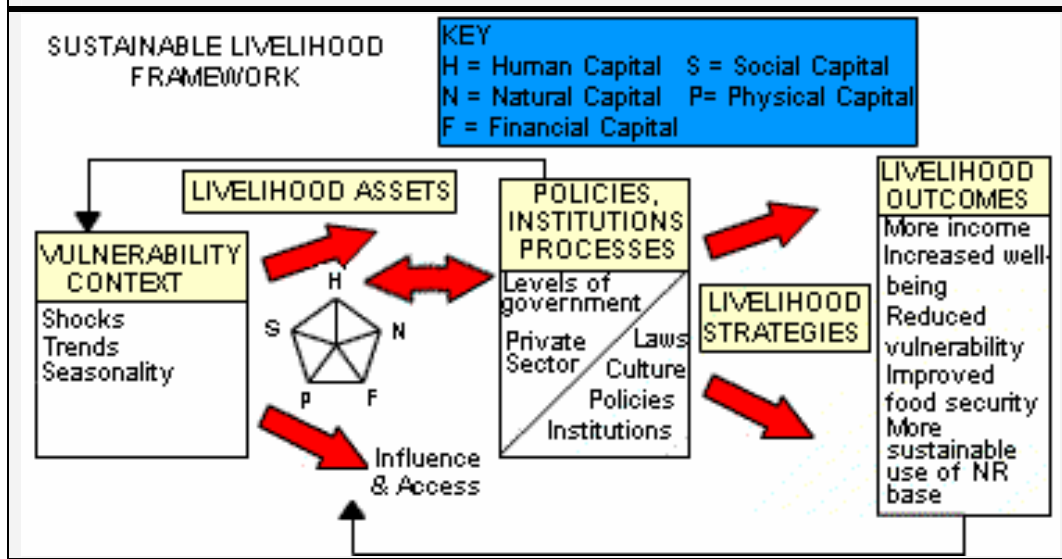 SUSTAINABLE LIVELIHOOD
FRAMEWORK
KEY
H = Human Capital S = Social Capital
N = Natural Capital P= Physical Capital
F = Financial Capital
LIVELIHOOD ASSETS
VULNERABILITY
CONTEXT
Shocks
Trends
Seasonality
H
S
N
P
F
Influence
& Access
POLICIES,
INSTITUTIONS
PROCESSES
Levels of
government
Private
Sector
Laws
Culture
Policies
Institutions
LIVELIHOOD
STRATEGIES
LIVELIHOOD
OUTCOMES
More income
Increased well-
being
Reduced
vulnerability
Improved
food security
More
sustainable
use of NR
base